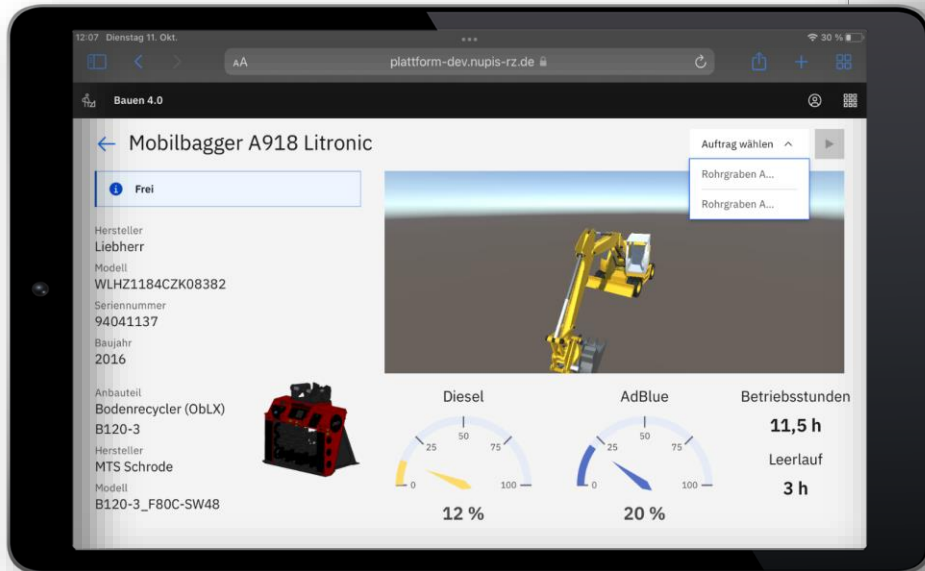 12:07 Dienstag 11. Okt.
30 %
AA
plattform-dev.nupis-rz.de
Bauen 4.0
Mobilbagger A918 Litronic
Auftrag wählen
Rohrgraben A...
Rohrgraben A...
Frei
Hersteller
Liebherr
Modell
WLHZ1184CZK08382
Seriennummer
94041137
Baujahr
2016
Anbauteil
Bodenrecycler (ObLX)
B120-3
Hersteller
MTS Schrode
Modell
B120-3_F80C-SW48
Diesel
0
25
50
75
100
12 %
AdBlue
0
25
50
75
100
20 %
Betriebsstunden
11,5 h
Leerlauf
3 h